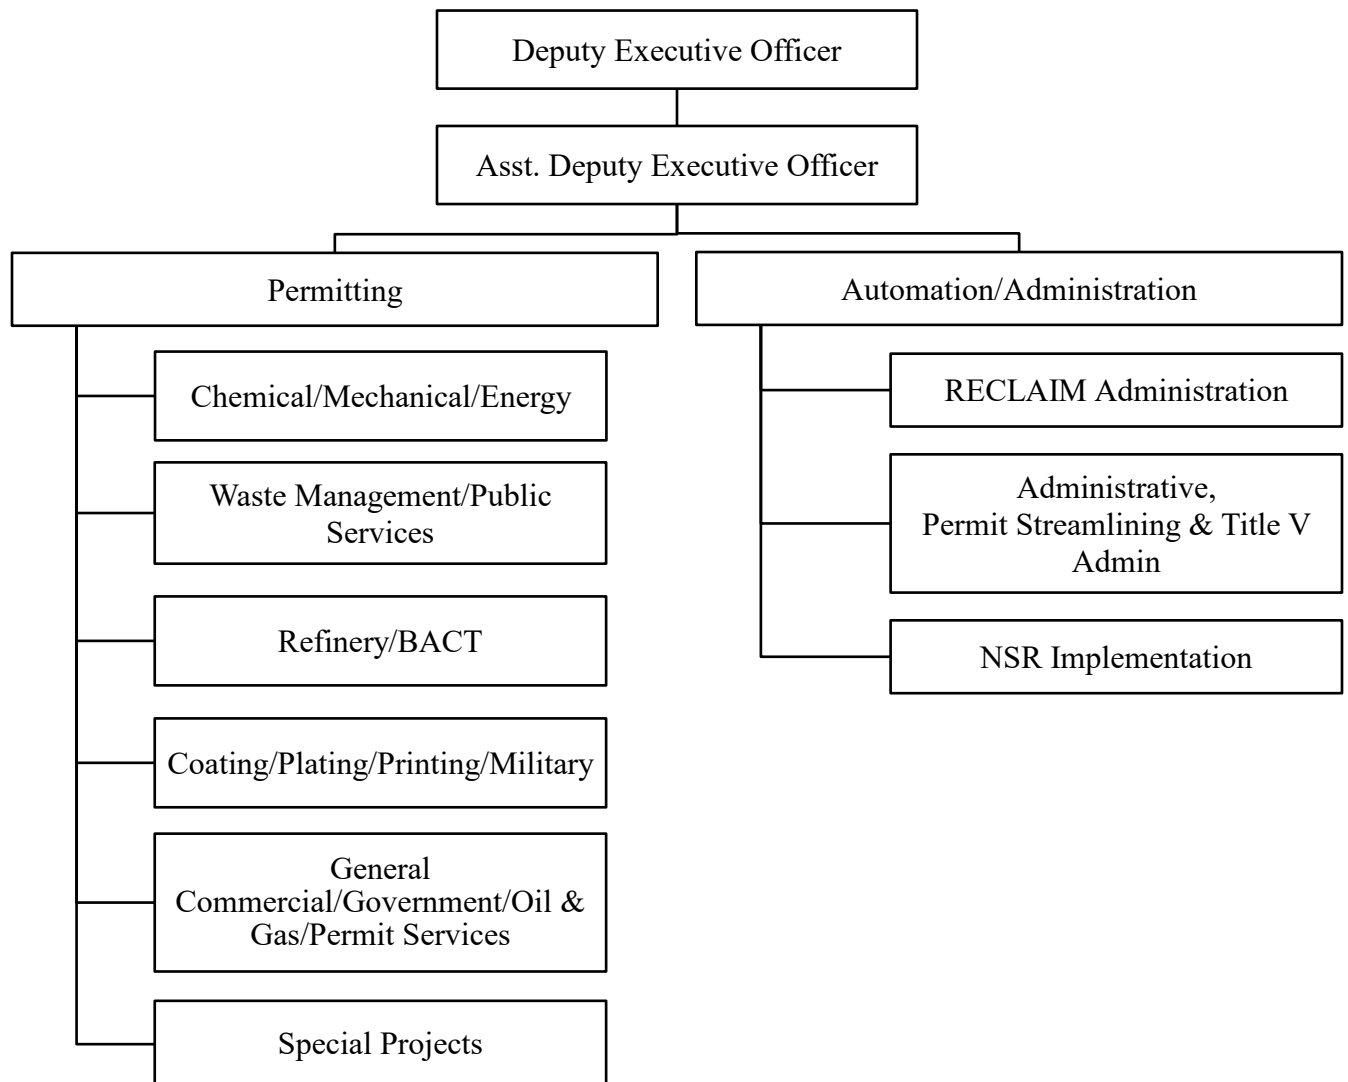 Deputy Executive Officer
Asst. Deputy Executive Officer
Permitting
Chemical/Mechanical/Energy
Waste Management/Public
Services
Refinery/BACT
Coating/Plating/Printing/Military
General
Commercial/Government/Oil &
Gas/Permit Services
Special Projects
Automation/Administration
RECLAIM Administration
Administrative,
Permit Streamlining & Title V
Admin
NSR Implementation